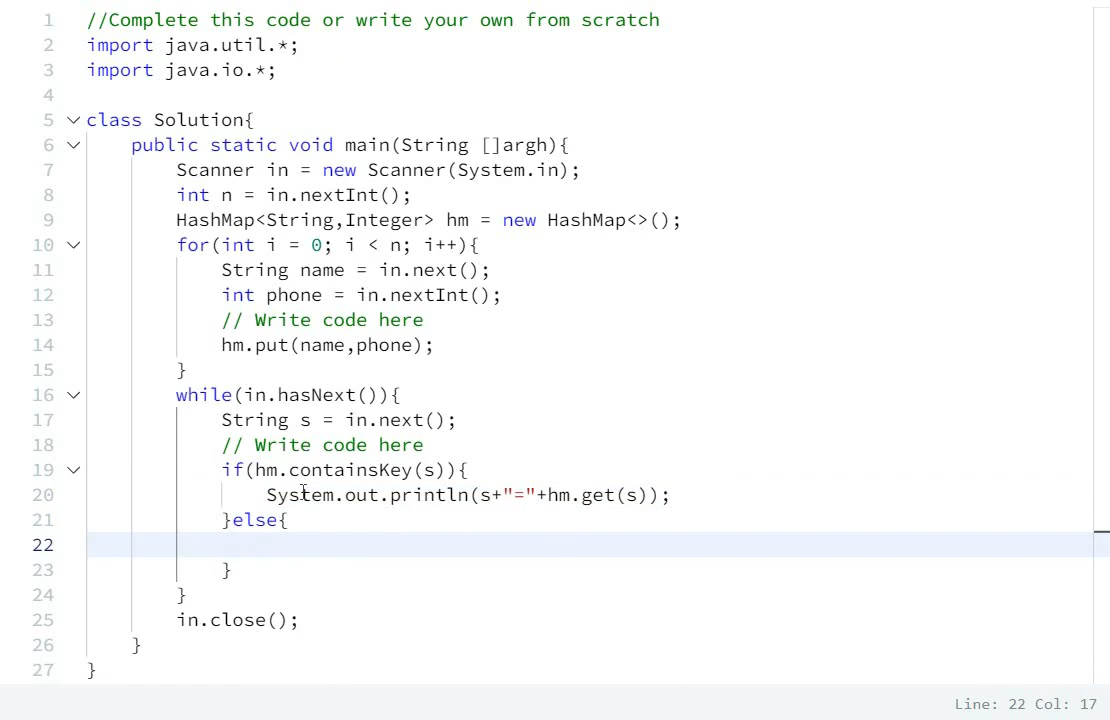 1 //Complete this code or write your own from scratch
2 import java.util.*;
3 import java.io.*;
4
5 class Solution{
6     public static void main(String []argh){
7         Scanner in = new Scanner(System.in);
8         int n = in.nextInt();
9         HashMap<String,Integer> hm = new HashMap<>();
10         for(int i = 0; i < n; i++){
11             String name = in.next();
12             int phone = in.nextInt();
13             // Write code here
14             hm.put(name,phone);
15         }
16         while(in.hasNext()){
17             String s = in.next();
18             // Write code here
19             if(hm.containsKey(s)){
20                 System.out.println(s+"="+hm.get(s));
21             }else{
22
23             }
24         }
25         in.close();
26     }
27 }
Line: 22 Col: 17